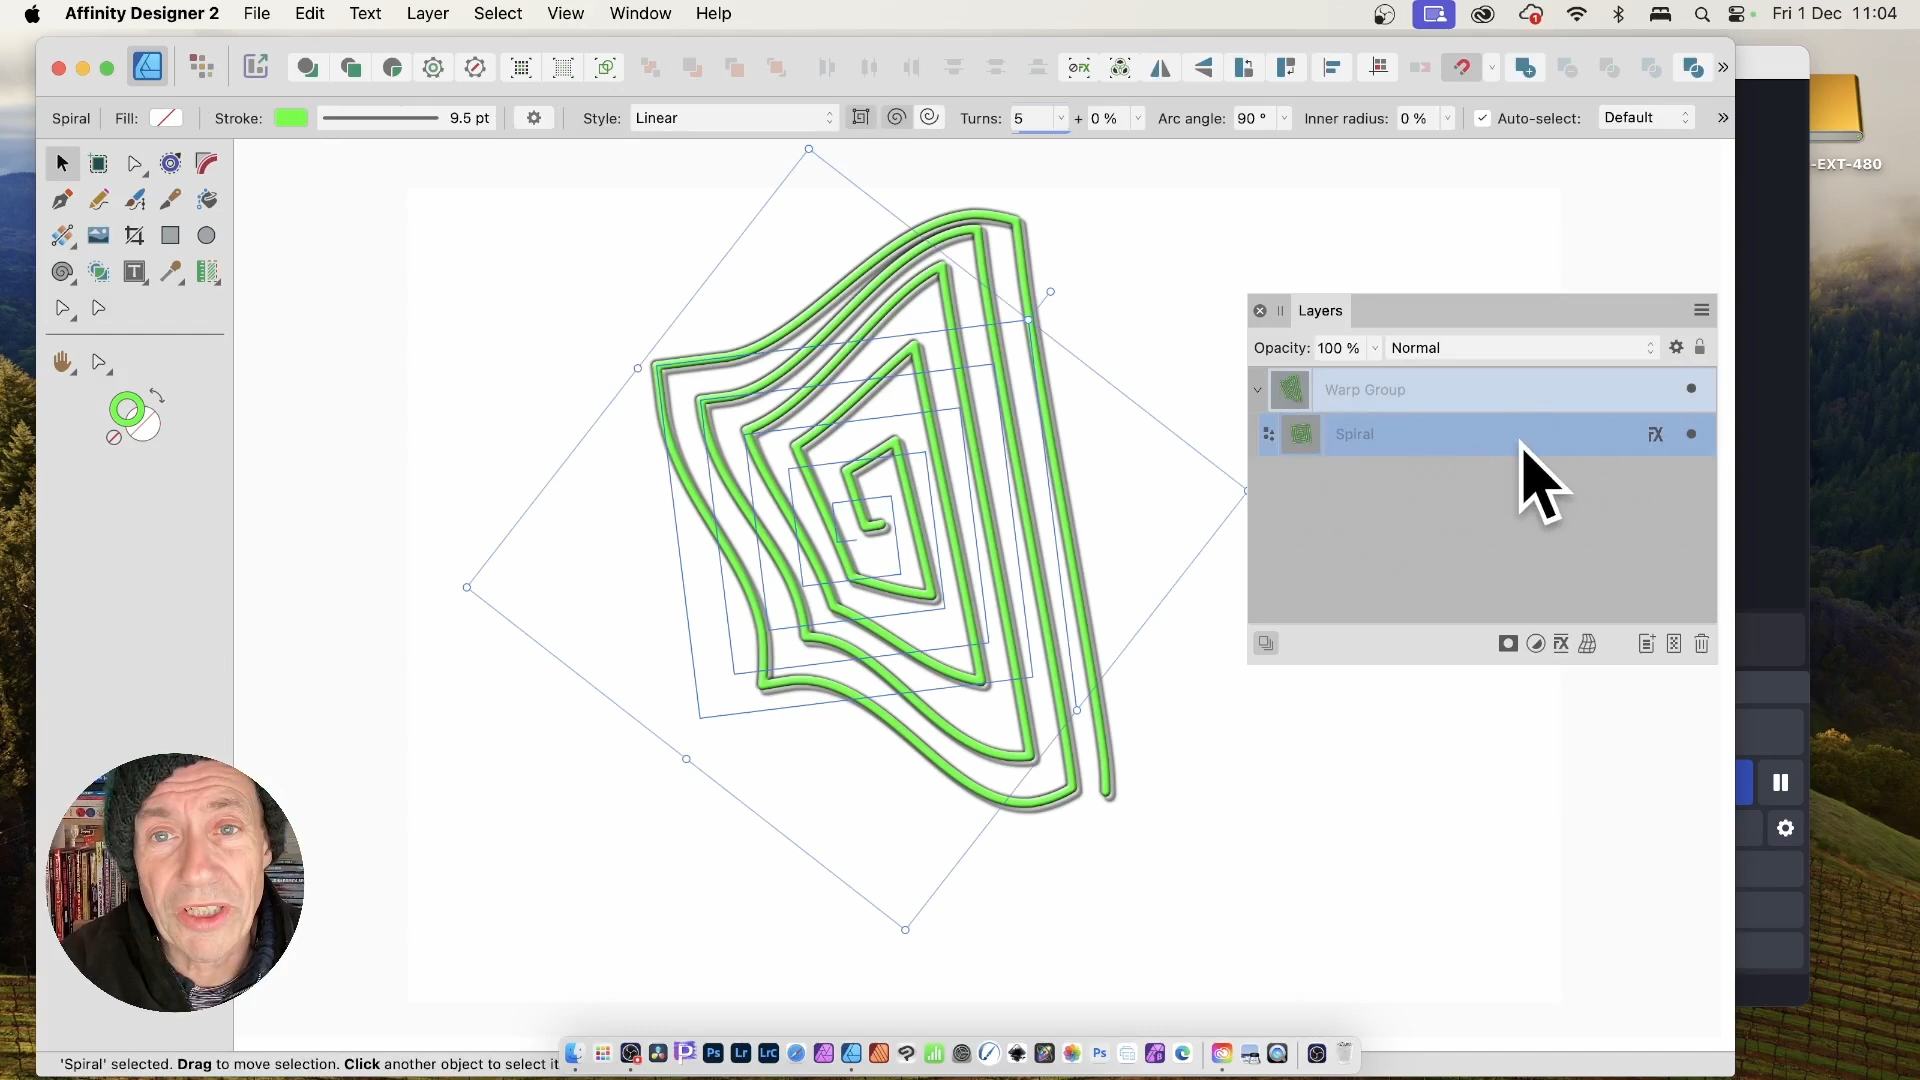 Affinity Designer 2 File Edit Text Layer Select View Window Help Fri 1 Dec 11:04
Spiral Fill: Stroke: 9.5 pt Style: Linear Turns: 5 + 0 % Arc angle: 90 ° Inner radius: 0 % Auto-select: Default
-EXT-480
Layers
Opacity: 100 % Normal
Warp Group
Spiral
'Spiral' selected. Drag to move selection. Click another object to select it